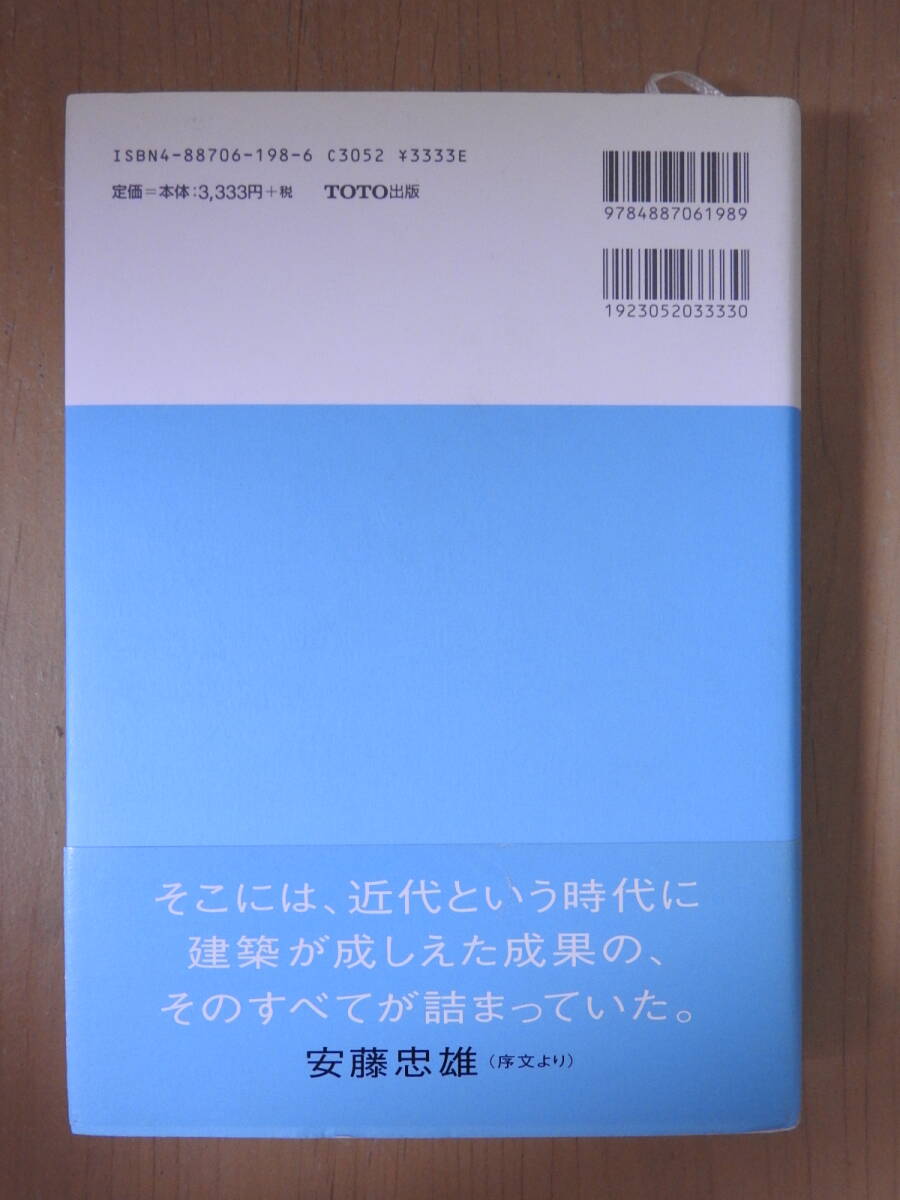 ISBN4-88706-198-6 C3052 ¥3333E
定価=本体:3,333円+税 TOTO出版
9784887061989
1923052033330
そこには、近代という時代に
建築が成しえた成果の、
そのすべてが詰まっていた。
安藤忠雄(序文より)